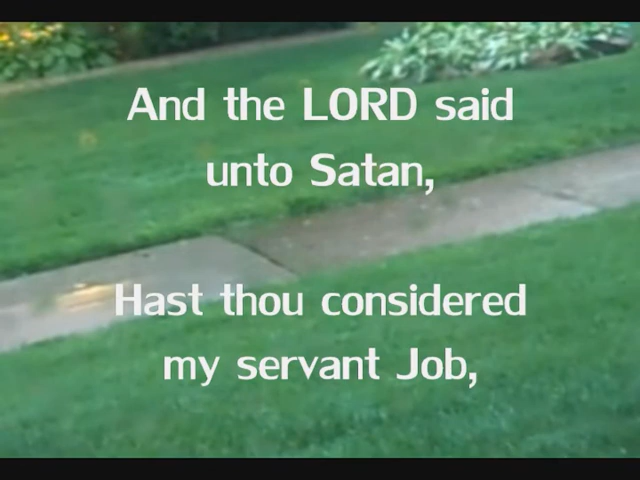 And the LORD said
unto Satan,
Hast thou considered
my servant Job,